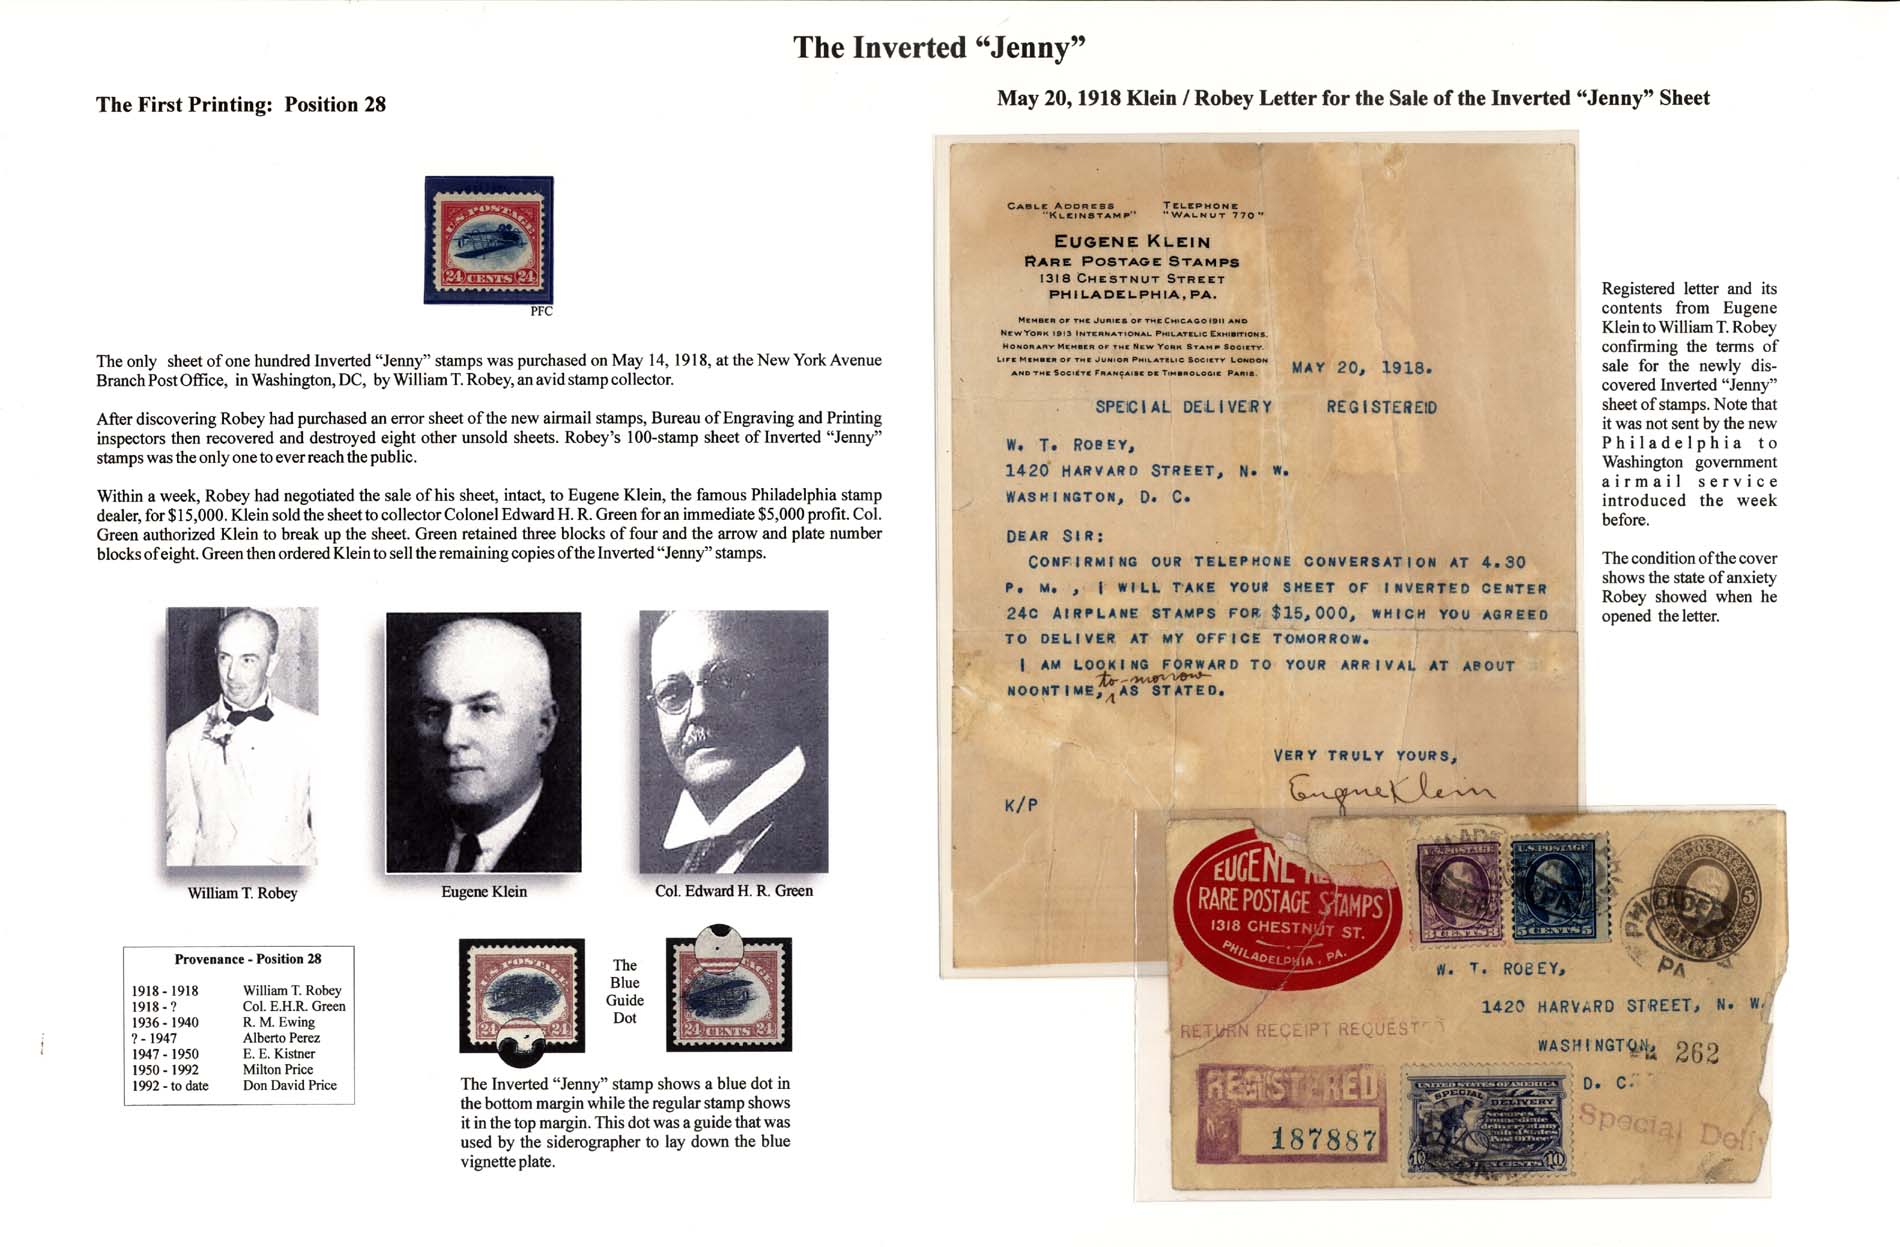 The Inverted “Jenny”
The First Printing: Position 28
U.S. POSTAGE
24 CENTS 24
PFC
The only sheet of one hundred Inverted “Jenny” stamps was purchased on May 14, 1918, at the New York Avenue
Branch Post Office, in Washington, DC, by William T. Robey, an avid stamp collector.
After discovering Robey had purchased an error sheet of the new airmail stamps, Bureau of Engraving and Printing
inspectors then recovered and destroyed eight other unsold sheets. Robey’s 100-stamp sheet of Inverted “Jenny”
stamps was the only one to ever reach the public.
Within a week, Robey had negotiated the sale of his sheet, intact, to Eugene Klein, the famous Philadelphia stamp
dealer, for $15,000. Klein sold the sheet to collector Colonel Edward H. R. Green for an immediate $5,000 profit. Col.
Green authorized Klein to break up the sheet. Green retained three blocks of four and the arrow and plate number
blocks of eight. Green then ordered Klein to sell the remaining copies of the Inverted “Jenny” stamps.
William T. Robey
Eugene Klein
Col. Edward H. R. Green
Provenance - Position 28
1918 - 1918 William T. Robey
1918 - ? Col. E.H.R. Green
1936 - 1940 R. M. Ewing
? - 1947 Alberto Perez
1947 - 1950 E. E. Kistner
1950 - 1992 Milton Price
1992 - to date Don David Price
The
Blue
Guide
Dot
The Inverted “Jenny” stamp shows a blue dot in
the bottom margin while the regular stamp shows
it in the top margin. This dot was a guide that was
used by the siderographer to lay down the blue
vignette plate.
May 20, 1918 Klein / Robey Letter for the Sale of the Inverted “Jenny” Sheet
CABLE ADDRESS TELEPHONE
"KLEINSTAMP" "WALNUT 770"
EUGENE KLEIN
RARE POSTAGE STAMPS
1318 CHESTNUT STREET
PHILADELPHIA, PA.
MEMBER OF THE JURIES OF THE CHICAGO 1911 AND
NEW YORK 1913 INTERNATIONAL PHILATELIC EXHIBITIONS.
HONORARY MEMBER OF THE NEW YORK STAMP SOCIETY.
LIFE MEMBER OF THE JUNIOR PHILATELIC SOCIETY LONDON
AND THE SOCIÉTÉ FRANÇAISE DE TIMBROLOGIE PARIS.
MAY 20, 1918.
SPECIAL DELIVERY REGISTERED
W. T. ROBEY,
1420 HARVARD STREET, N. W.
WASHINGTON, D. C.
DEAR SIR:
CONFIRMING OUR TELEPHONE CONVERSATION AT 4.30
P. M., I WILL TAKE YOUR SHEET OF INVERTED CENTER
24C AIRPLANE STAMPS FOR $15,000, WHICH YOU AGREED
TO DELIVER AT MY OFFICE TOMORROW.
I AM LOOKING FORWARD TO YOUR ARRIVAL AT ABOUT
to-morrow
NOONTIME, AS STATED.
VERY TRULY YOURS,
Eugene Klein
K/P
Registered letter and its
contents from Eugene
Klein to William T. Robey
confirming the terms of
sale for the newly dis-
covered Inverted “Jenny”
sheet of stamps. Note that
it was not sent by the new
Philadelphia to
Washington government
airmail service
introduced the week
before.
The condition of the cover
shows the state of anxiety
Robey showed when he
opened the letter.
EUGENE
RARE POSTAGE STAMPS
1318 CHESTNUT ST.
PHILADELPHIA, PA.
U.S. POSTAGE
5 CENTS 5
PA
W. T. ROBEY,
1420 HARVARD STREET, N. W.
RETURN RECEIPT REQUESTED
WASHINGTON, 262
D. C.
REGISTERED
187887
UNITED STATES OF AMERICA
SPECIAL DELIVERY
10 TEN CENTS 10
Special Deliv